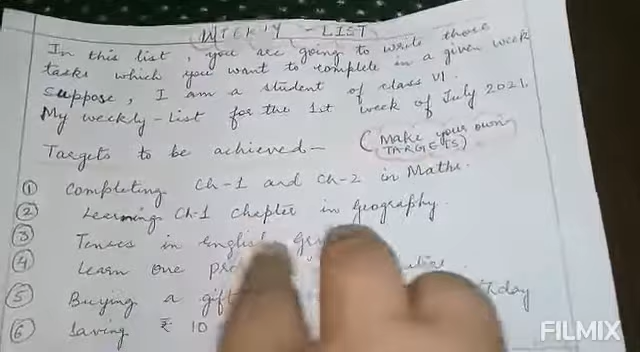 WEEKLY - LIST
In this list, you are going to write those
tasks which you want to complete in a given week
suppose, I am a student of class VI.
My weekly-List for the 1st week of July 2021.
Targets to be achieved- (Make your own TARGETS)
① Completing Ch-1 and Ch-2 in Maths.
② Learning Ch-1 chapter in geography.
③ Tenses in english
④ Learn one
⑤ Buying a gift
⑥ Saving ₹ 10
FILMIX